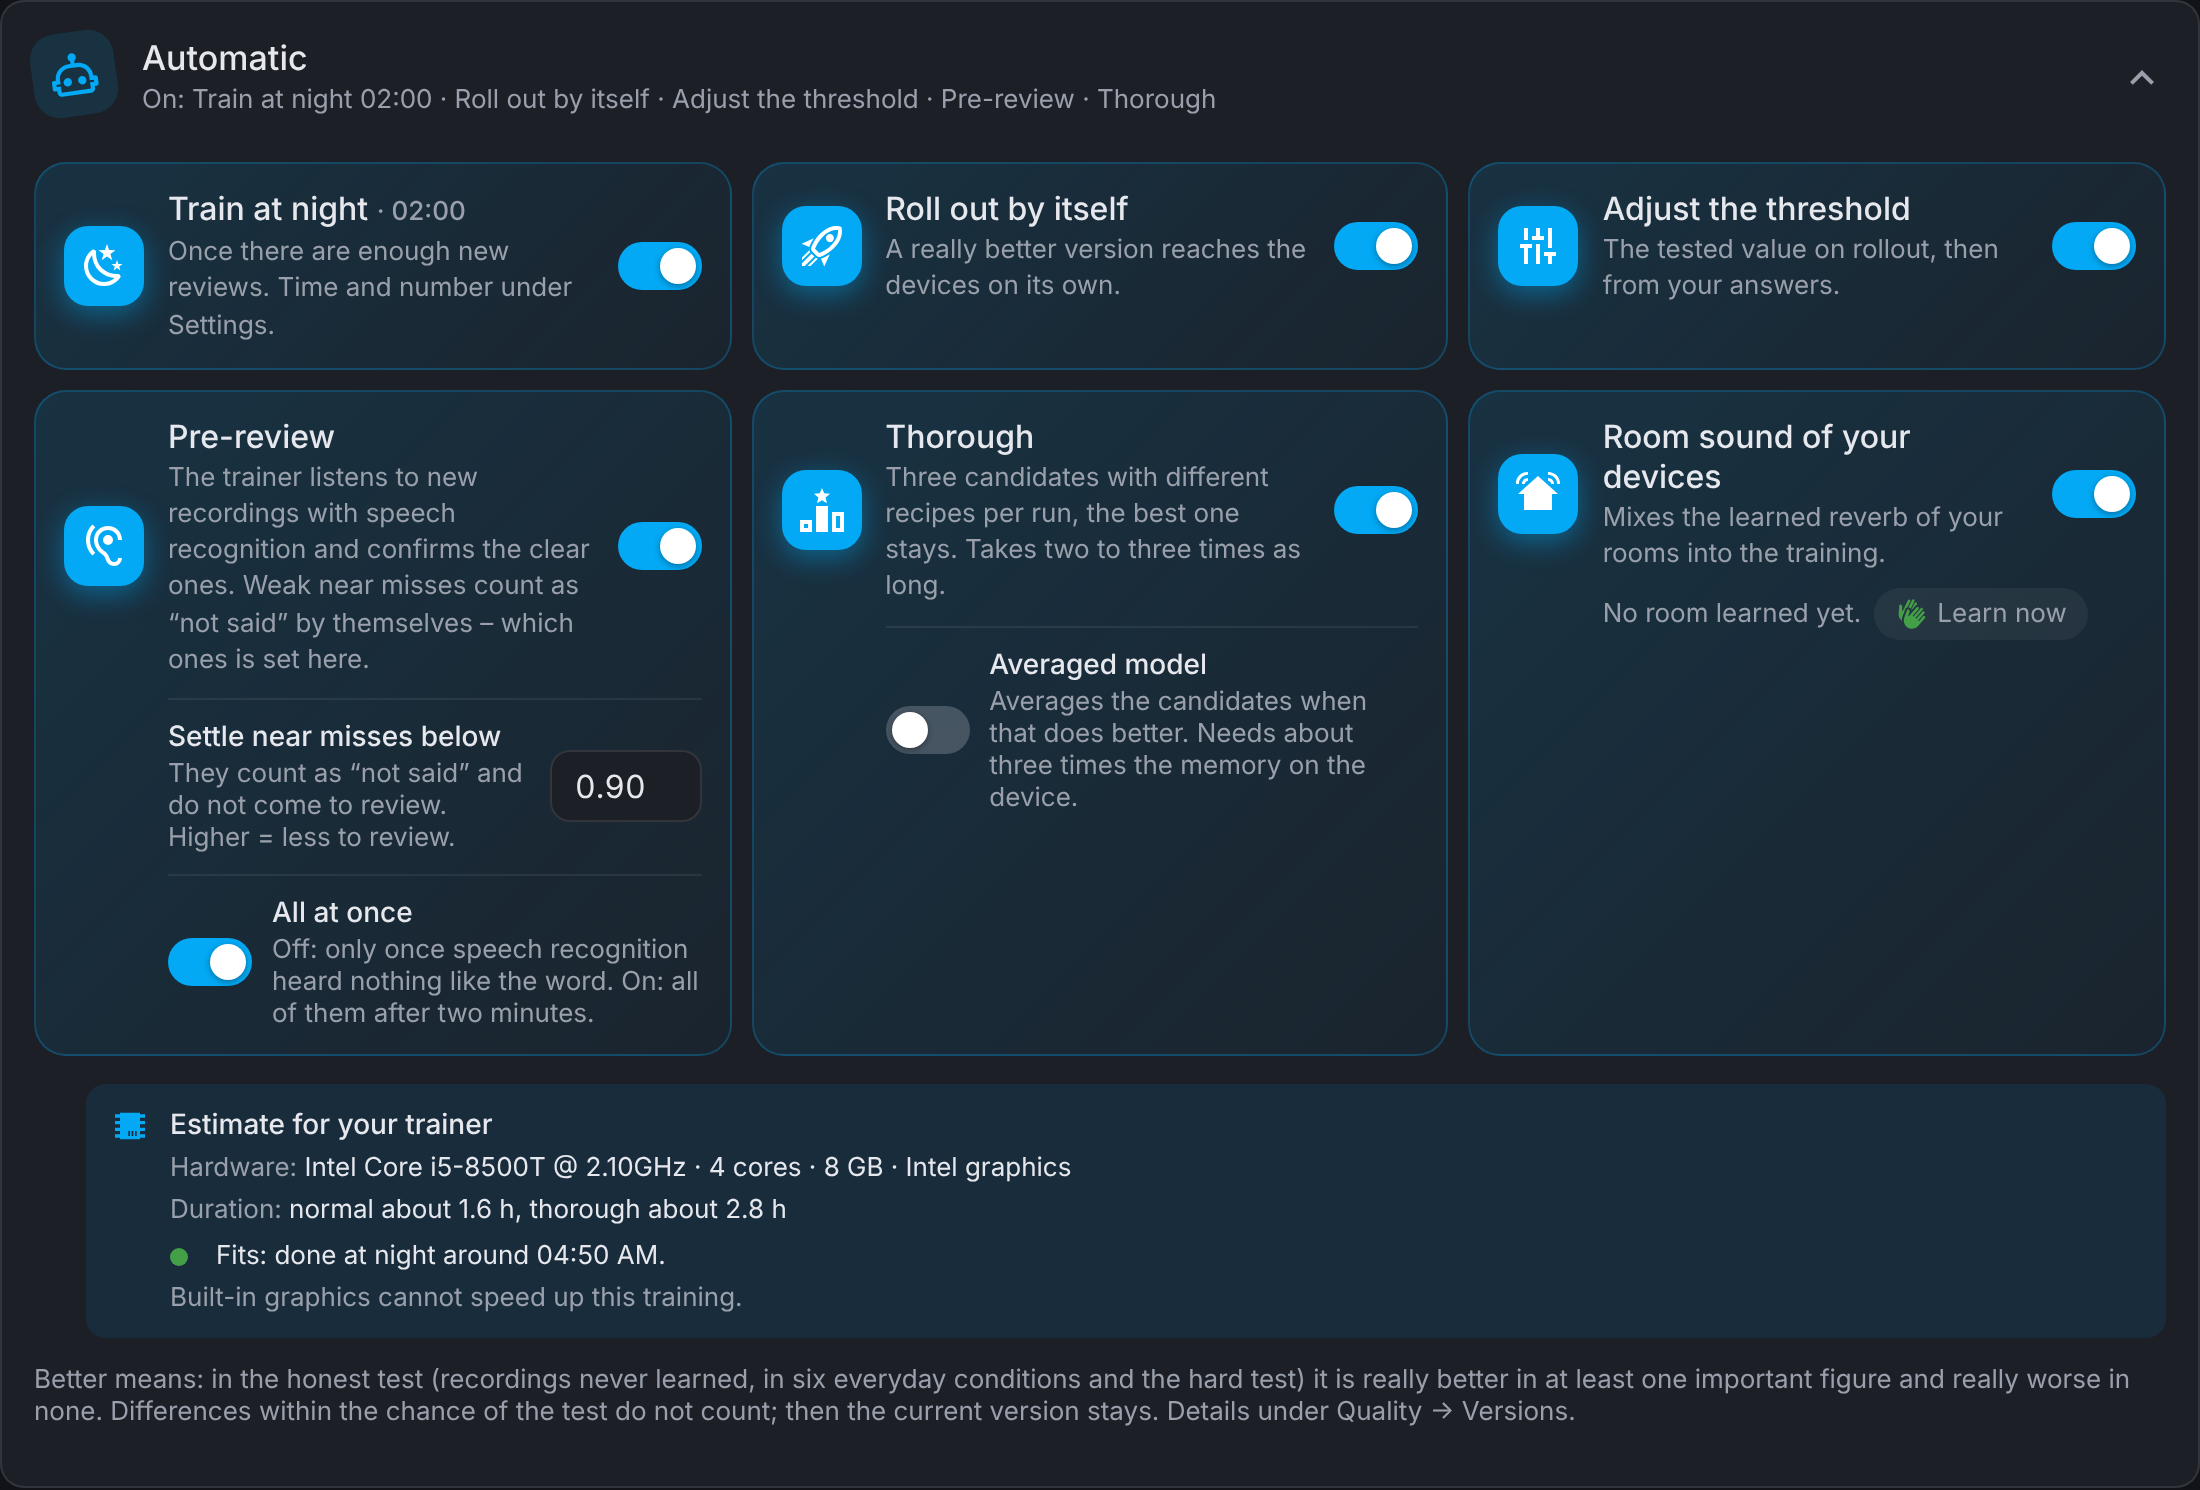 Automatic
On: Train at night 02:00 · Roll out by itself · Adjust the threshold · Pre-review · Thorough
Train at night · 02:00
Once there are enough new
reviews. Time and number under
Settings.
Roll out by itself
A really better version reaches the
devices on its own.
Adjust the threshold
The tested value on rollout, then
from your answers.
Pre-review
The trainer listens to new
recordings with speech
recognition and confirms the clear
ones. Weak near misses count as
“not said” by themselves – which
ones is set here.
Settle near misses below
They count as “not said” and
do not come to review.
Higher = less to review.
0.90
All at once
Off: only once speech recognition
heard nothing like the word. On: all
of them after two minutes.
Thorough
Three candidates with different
recipes per run, the best one
stays. Takes two to three times as
long.
Averaged model
Averages the candidates when
that does better. Needs about
three times the memory on the
device.
Room sound of your
devices
Mixes the learned reverb of your
rooms into the training.
No room learned yet.
Learn now
Estimate for your trainer
Hardware: Intel Core i5-8500T @ 2.10GHz · 4 cores · 8 GB · Intel graphics
Duration: normal about 1.6 h, thorough about 2.8 h
Fits: done at night around 04:50 AM.
Built-in graphics cannot speed up this training.
Better means: in the honest test (recordings never learned, in six everyday conditions and the hard test) it is really better in at least one important figure and really worse in
none. Differences within the chance of the test do not count; then the current version stays. Details under Quality → Versions.